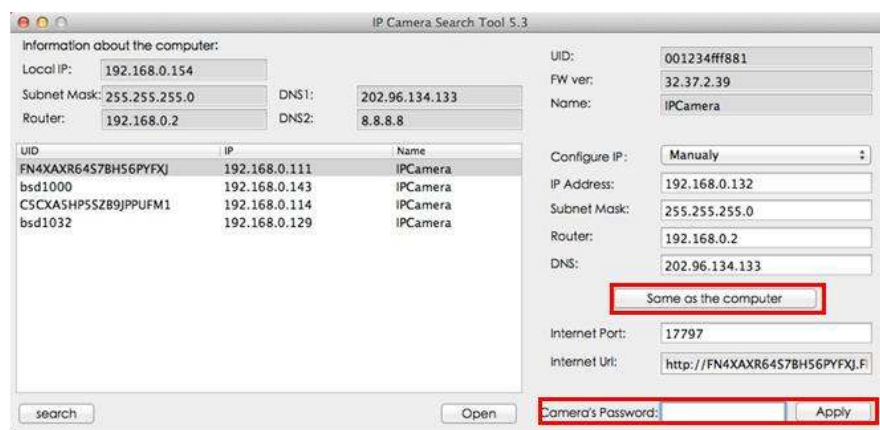 IP Camera Search Tool 5.3
Information about the computer:
Local IP: 192.168.0.154
Subnet Mask: 255.255.255.0 DNS1: 202.96.134.133
Router: 192.168.0.2 DNS2: 8.8.8.8
UID IP Name
FN4XAXR64S7BH56PYFXJ 192.168.0.111 IPCamera
bsd1000 192.168.0.143 IPCamera
C5CXA5HP5SZB9JPPUFM1 192.168.0.114 IPCamera
bsd1032 192.168.0.129 IPCamera
search Open
UID: 001234fff881
FW ver: 32.37.2.39
Name: IPCamera
Configure IP: Manualy
IP Address: 192.168.0.132
Subnet Mask: 255.255.255.0
Router: 192.168.0.2
DNS: 202.96.134.133
Same as the computer
Internet Port: 17797
Internet Url: http://FN4XAXR64S7BH56PYFXJ.F
Camera's Password: Apply